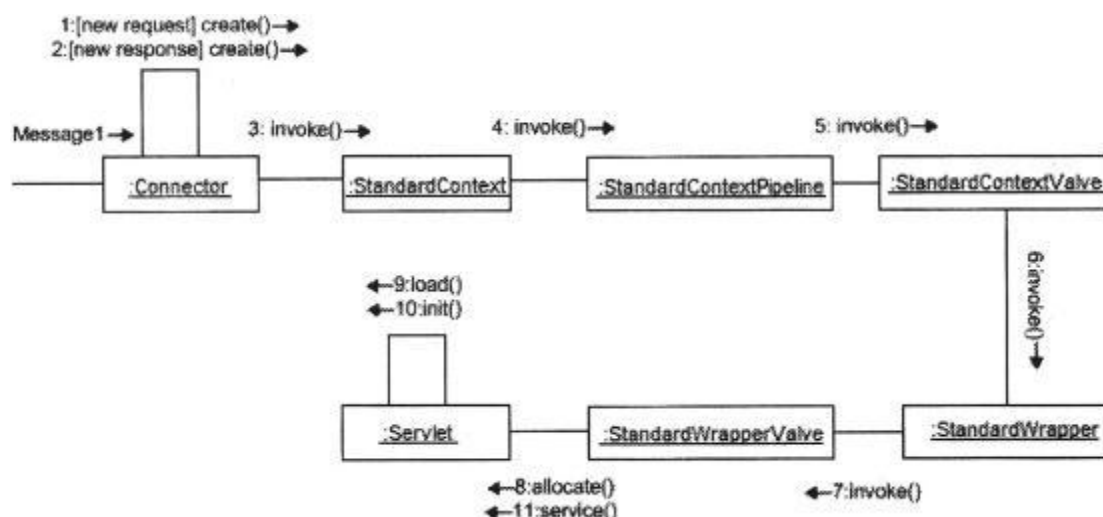 1:[new request] create()
2:[new response] create()
Message1
3: invoke()
4: invoke()
5: invoke()
:Connector
:StandardContext
:StandardContextPipeline
:StandardContextValve
6:invoke()
9:load()
10:init()
:Servlet
:StandardWrapperValve
:StandardWrapper
8:allocate()
7:invoke()
11:service()